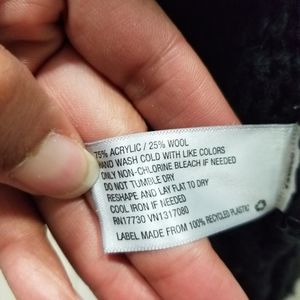 75% ACRYLIC / 25% WOOL
HAND WASH COLD WITH LIKE COLORS
ONLY NON-CHLORINE BLEACH IF NEEDED
DO NOT TUMBLE DRY
RESHAPE AND LAY FLAT TO DRY
COOL IRON IF NEEDED
RN17730 VN1317080
LABEL MADE FROM 100% RECYCLED PLASTIC